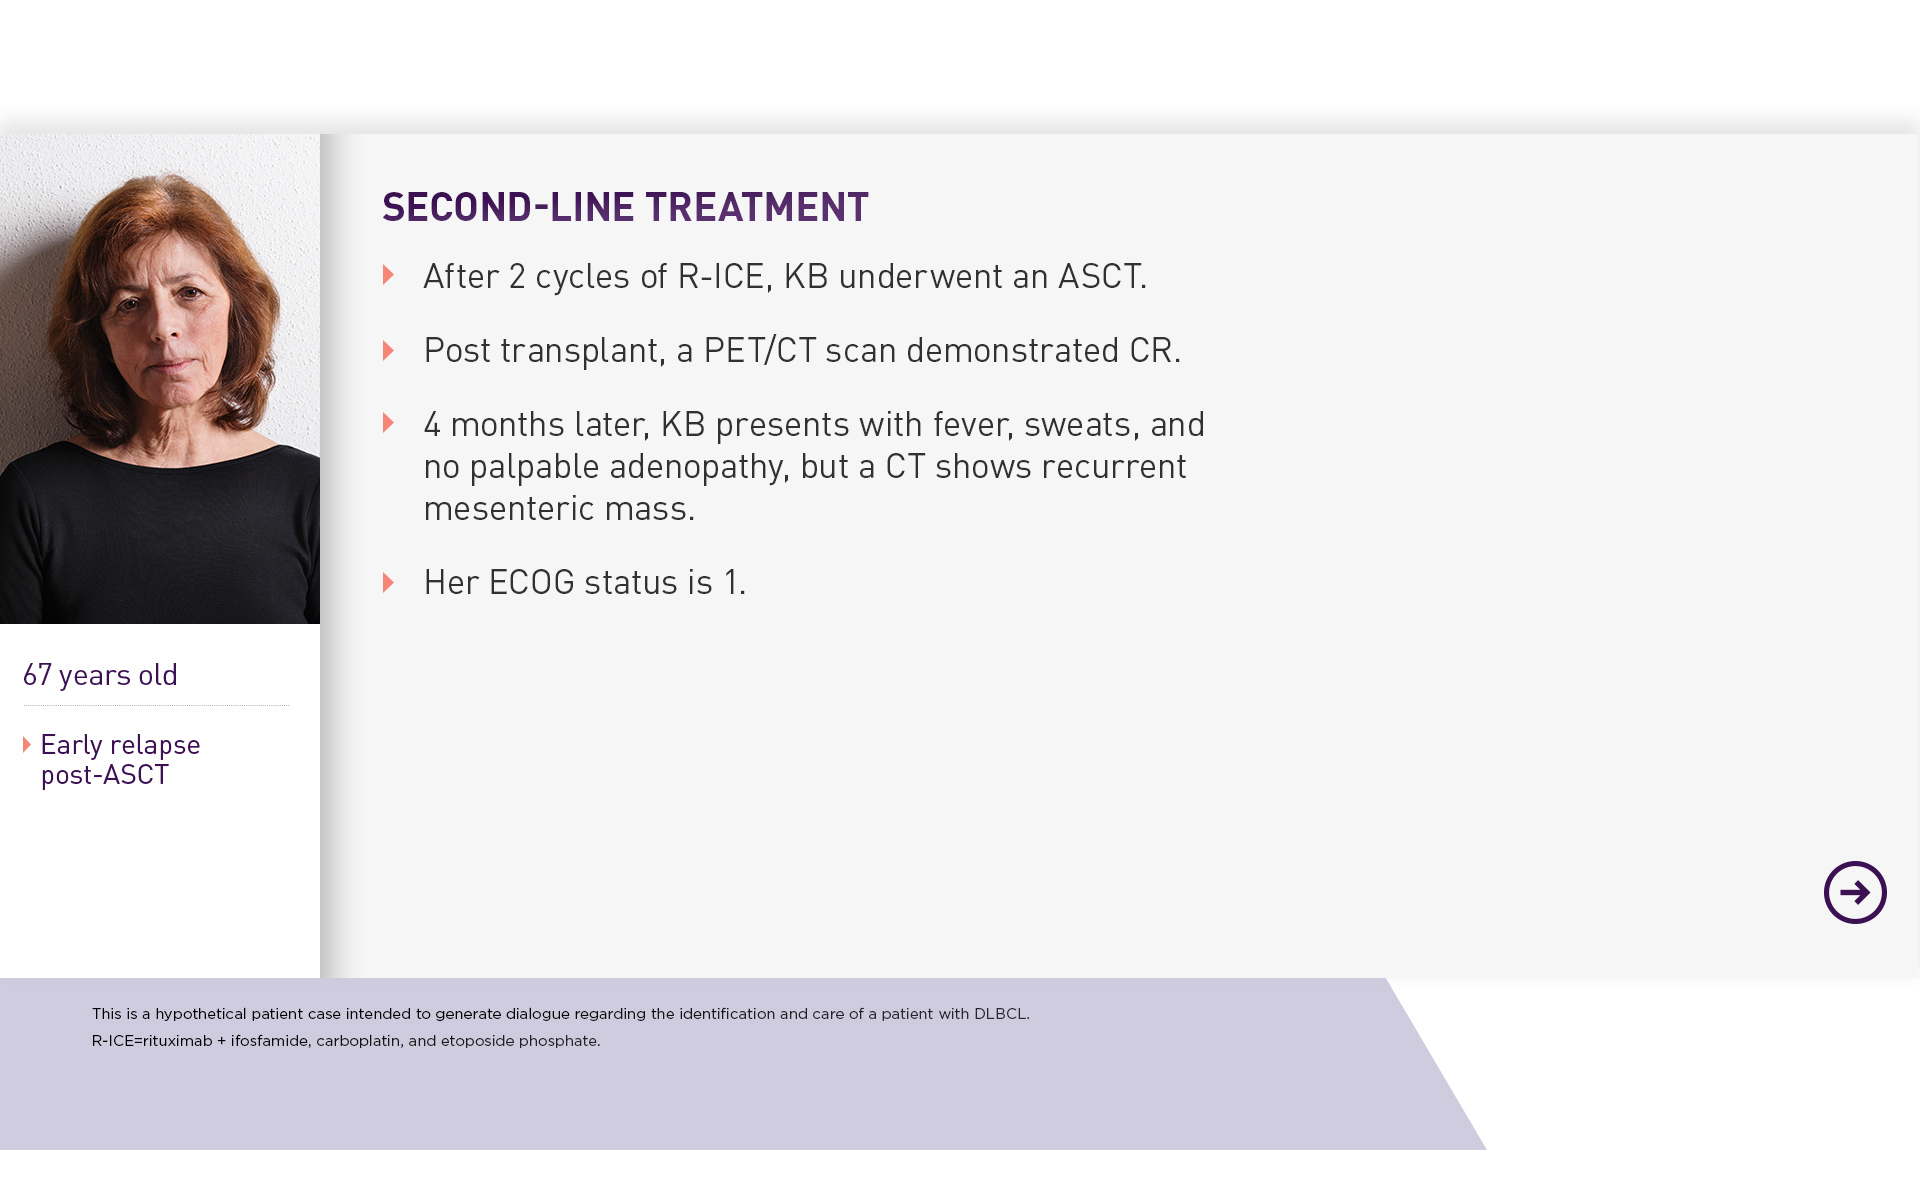 SECOND-LINE TREATMENT
After 2 cycles of R-ICE, KB underwent an ASCT.
Post transplant, a PET/CT scan demonstrated CR.
4 months later, KB presents with fever, sweats, and
no palpable adenopathy, but a CT shows recurrent
mesenteric mass.
Her ECOG status is 1.
67 years old
Early relapse
post-ASCT
This is a hypothetical patient case intended to generate dialogue regarding the identification and care of a patient with DLBCL.
R-ICE=rituximab + ifosfamide, carboplatin, and etoposide phosphate.